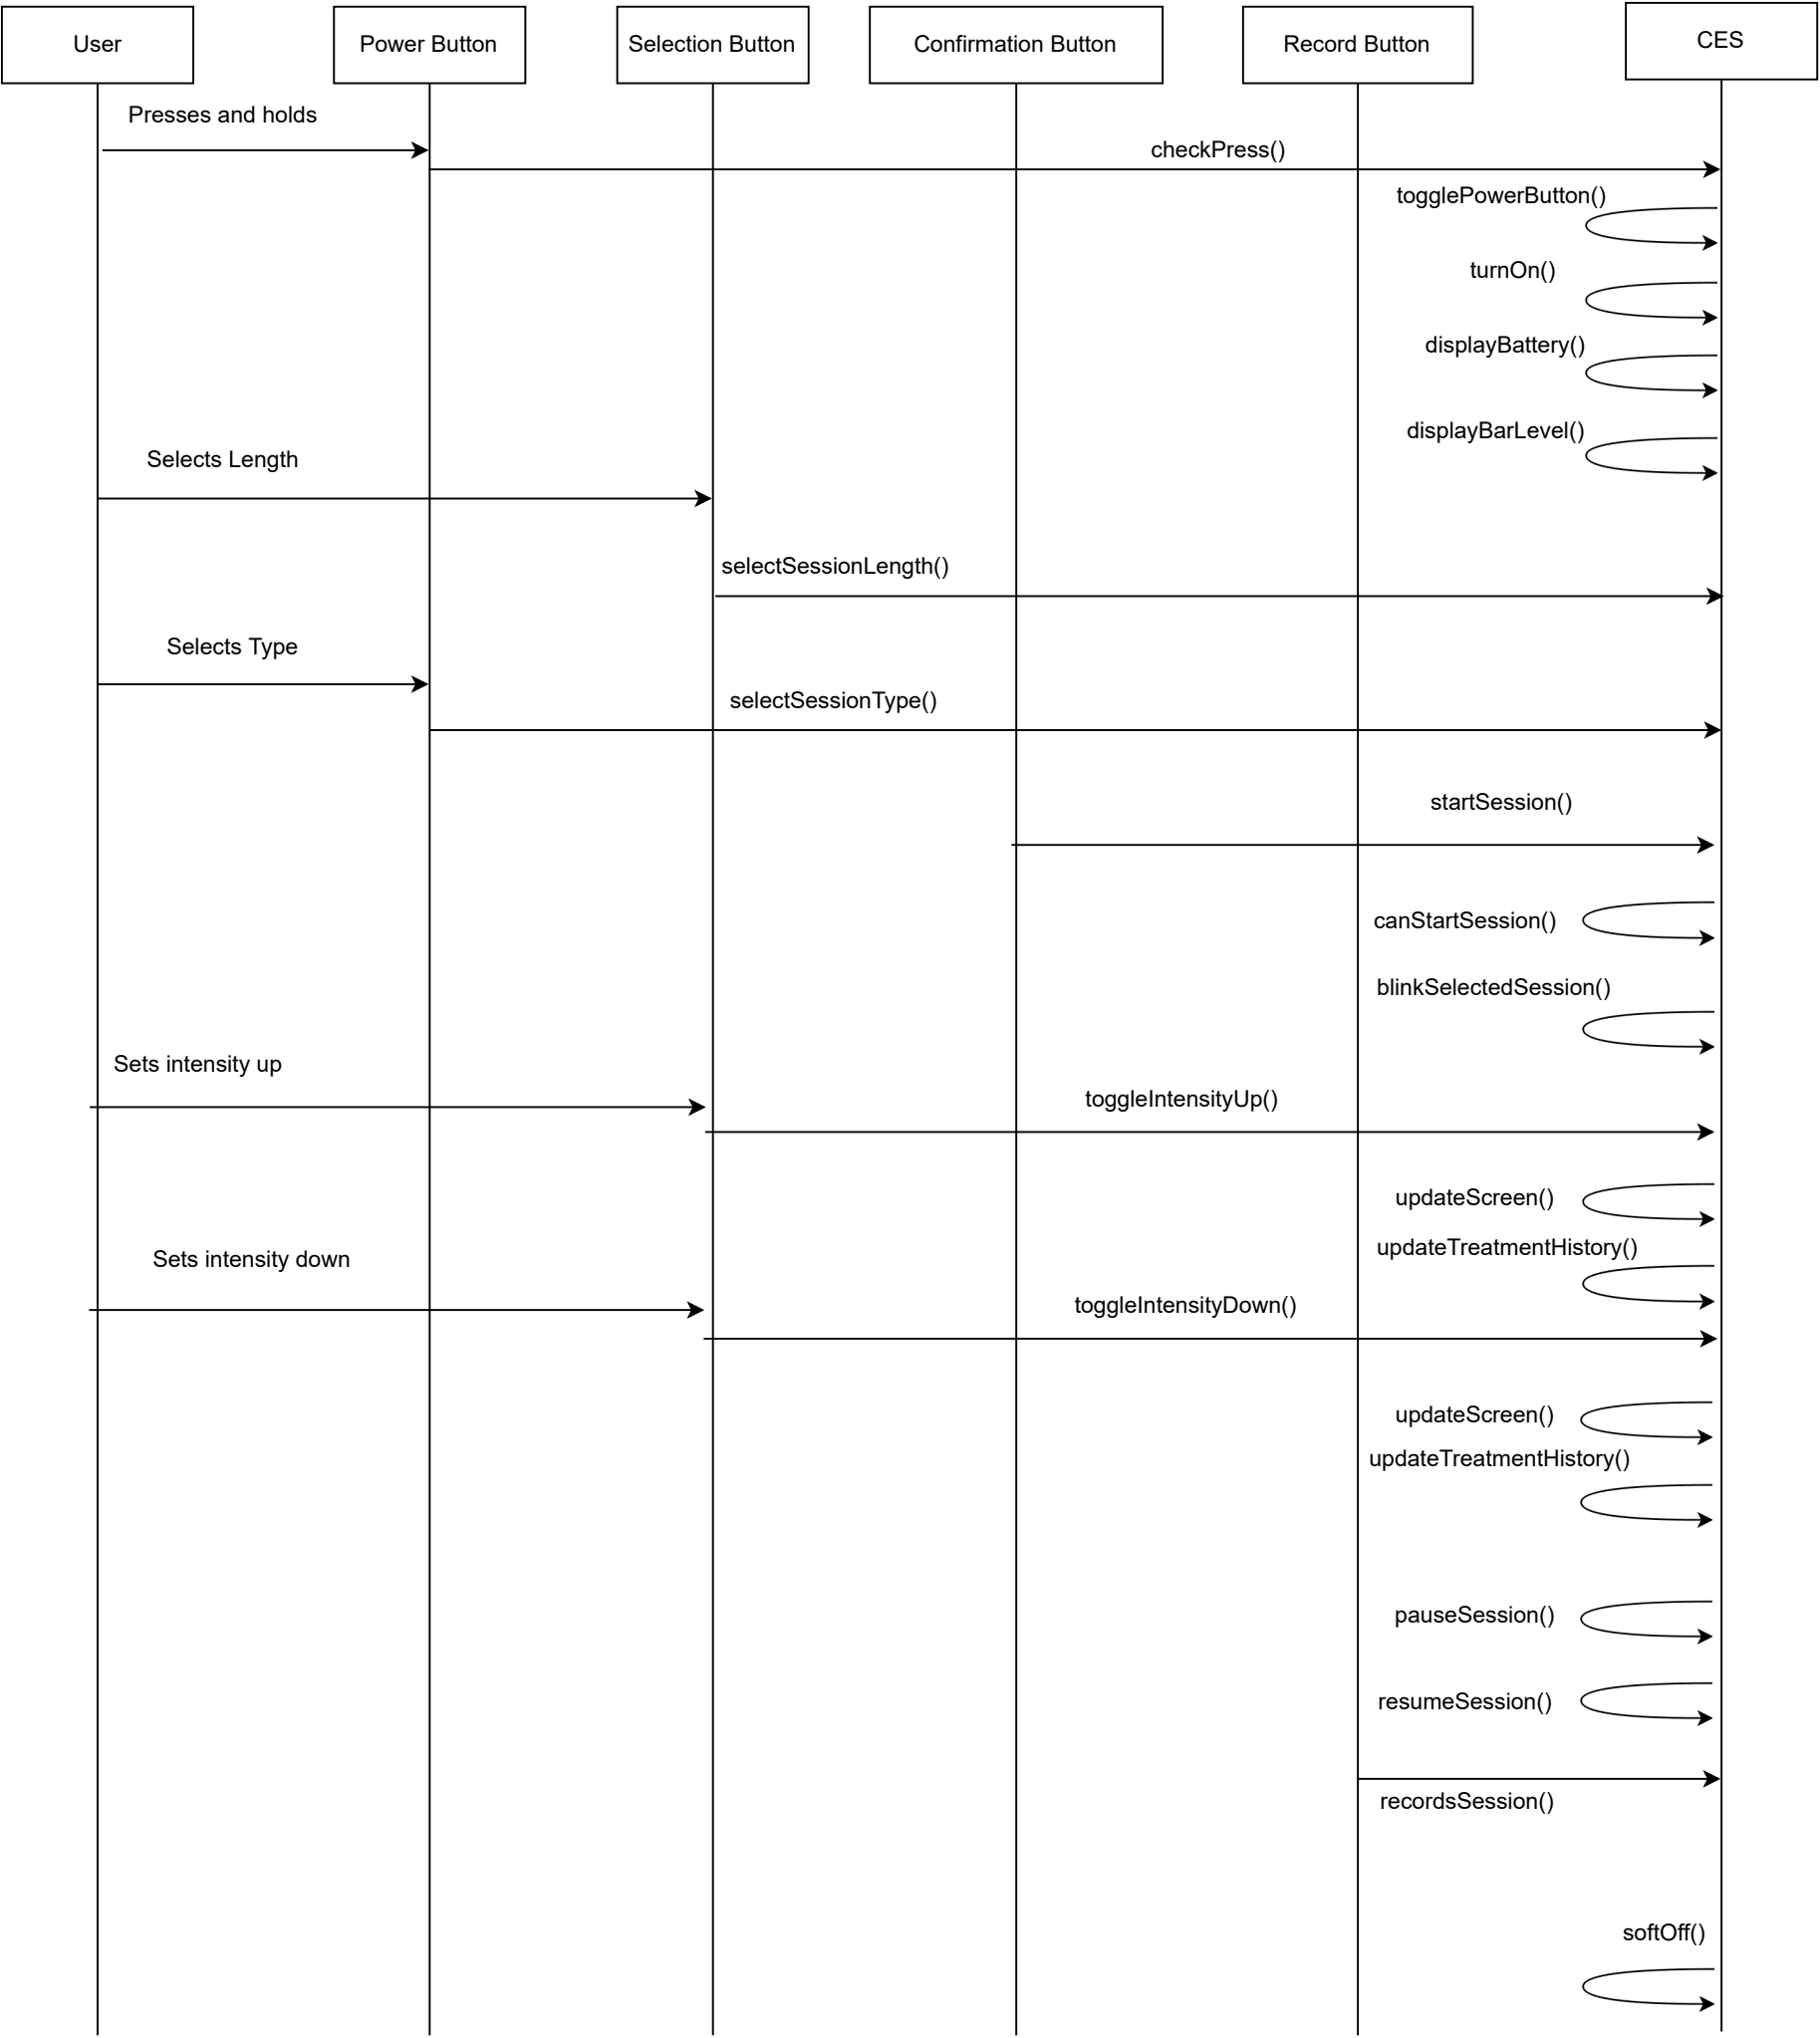 User
Power Button
Selection Button
Confirmation Button
Record Button
CES
Presses and holds
checkPress()
togglePowerButton()
turnOn()
displayBattery()
displayBarLevel()
Selects Length
selectSessionLength()
Selects Type
selectSessionType()
startSession()
canStartSession()
blinkSelectedSession()
Sets intensity up
toggleIntensityUp()
updateScreen()
updateTreatmentHistory()
Sets intensity down
toggleIntensityDown()
updateScreen()
updateTreatmentHistory()
pauseSession()
resumeSession()
recordsSession()
softOff()